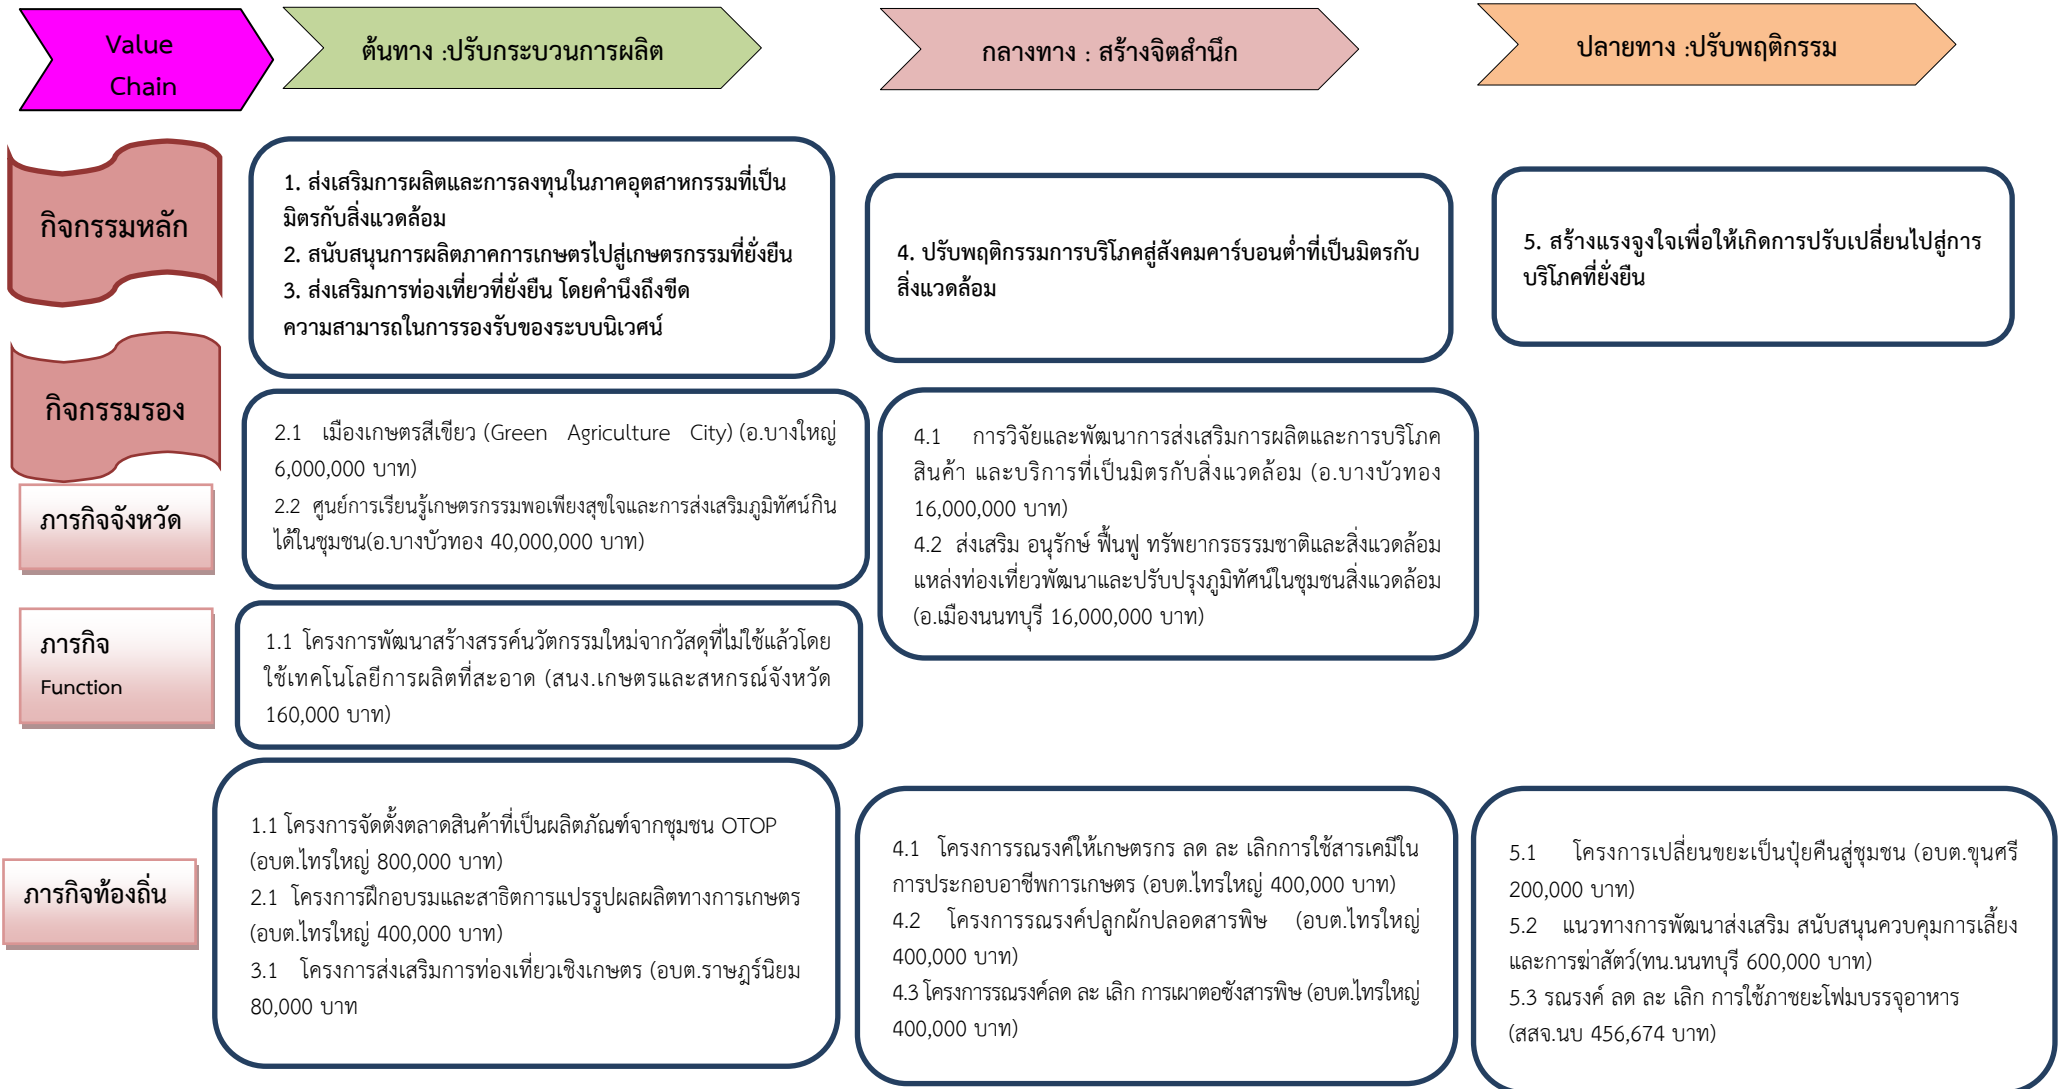 Value
Chain
ต้นทาง :ปรับกระบวนการผลิต
กลางทาง : สร้างจิตสำนึก
ปลายทาง :ปรับพฤติกรรม
กิจกรรมหลัก
1. ส่งเสริมการผลิตและการลงทุนในภาคอุตสาหกรรมที่เป็น
มิตรกับสิ่งแวดล้อม
2. สนับสนุนการผลิตภาคการเกษตรไปสู่เกษตรกรรมที่ยั่งยืน
3. ส่งเสริมการท่องเที่ยวที่ยั่งยืน โดยคำนึงถึงขีด
ความสามารถในการรองรับของระบบนิเวศน์
4. ปรับพฤติกรรมการบริโภคสู่สังคมคาร์บอนต่ำที่เป็นมิตรกับ
สิ่งแวดล้อม
5. สร้างแรงจูงใจเพื่อให้เกิดการปรับเปลี่ยนไปสู่การ
บริโภคที่ยั่งยืน
กิจกรรมรอง
ภารกิจจังหวัด
2.1 เมืองเกษตรสีเขียว (Green Agriculture City) (อ.บางใหญ่
6,000,000 บาท)
2.2 ศูนย์การเรียนรู้เกษตรกรรมพอเพียงสุขใจและการส่งเสริมภูมิทัศน์กิน
ได้ในชุมชน(อ.บางบัวทอง 40,000,000 บาท)
4.1 การวิจัยและพัฒนาการส่งเสริมการผลิตและการบริโภค
สินค้า และบริการที่เป็นมิตรกับสิ่งแวดล้อม (อ.บางบัวทอง
16,000,000 บาท)
4.2 ส่งเสริม อนุรักษ์ ฟื้นฟู ทรัพยากรธรรมชาติและสิ่งแวดล้อม
แหล่งท่องเที่ยวพัฒนาและปรับปรุงภูมิทัศน์ในชุมชนสิ่งแวดล้อม
(อ.เมืองนนทบุรี 16,000,000 บาท)
ภารกิจ
Function
1.1 โครงการพัฒนาสร้างสรรค์นวัตกรรมใหม่จากวัสดุที่ไม่ใช้แล้วโดย
ใช้เทคโนโลยีการผลิตที่สะอาด (สนง.เกษตรและสหกรณ์จังหวัด
160,000 บาท)
ภารกิจท้องถิ่น
1.1 โครงการจัดตั้งตลาดสินค้าที่เป็นผลิตภัณฑ์จากชุมชน OTOP
(อบต.ไทรใหญ่ 800,000 บาท)
2.1 โครงการฝึกอบรมและสาธิตการแปรรูปผลผลิตทางการเกษตร
(อบต.ไทรใหญ่ 400,000 บาท)
3.1 โครงการส่งเสริมการท่องเที่ยวเชิงเกษตร (อบต.ราษฎร์นิยม
80,000 บาท
4.1 โครงการรณรงค์ให้เกษตรกร ลด ละ เลิกการใช้สารเคมีใน
การประกอบอาชีพการเกษตร (อบต.ไทรใหญ่ 400,000 บาท)
4.2 โครงการรณรงค์ปลูกผักปลอดสารพิษ (อบต.ไทรใหญ่
400,000 บาท)
4.3 โครงการรณรงค์ลด ละ เลิก การเผาตอซังสารพิษ (อบต.ไทรใหญ่
400,000 บาท)
5.1 โครงการเปลี่ยนขยะเป็นปุ๋ยคืนสู่ชุมชน (อบต.ขุนศรี
200,000 บาท)
5.2 แนวทางการพัฒนาส่งเสริม สนับสนุนควบคุมการเลี้ยง
และการฆ่าสัตว์(ทน.นนทบุรี 600,000 บาท)
5.3 รณรงค์ ลด ละ เลิก การใช้ภาชยะโฟมบรรจุอาหาร
(สสจ.นบ 456,674 บาท)